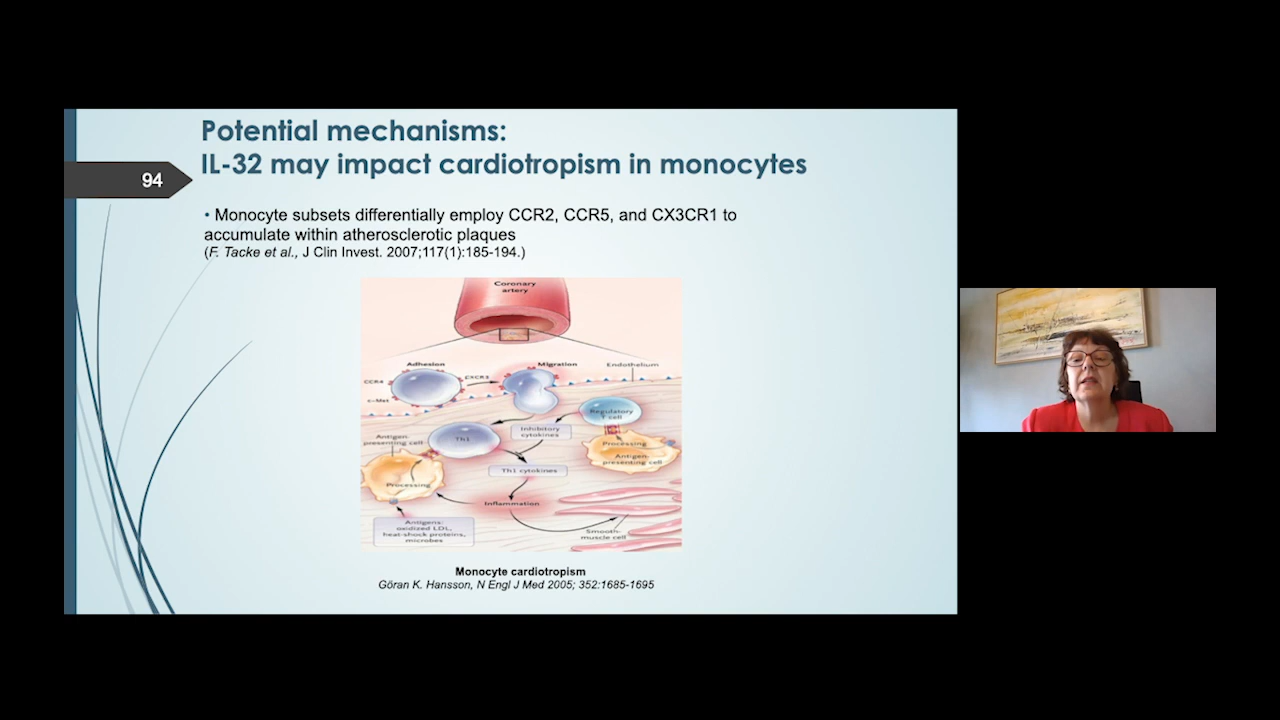 Potential mechanisms:
IL-32 may impact cardiotropism in monocytes
94
• Monocyte subsets differentially employ CCR2, CCR5, and CX3CR1 to
accumulate within atherosclerotic plaques
(F. Tacke et al., J Clin Invest. 2007;117(1):185-194.)
Coronary
artery
Adhesion
Migration
Endothelium
CCR4
CXCR3
c-Met
Regulatory
T cell
Inhibitory
cytokines
Antigen-
presenting cell
Th1
Processing
Antigen-
presenting cell
Th1 cytokines
Processing
Inflammation
Antigens:
oxidized LDL,
heat-shock proteins,
microbes
Smooth-
muscle cell
Monocyte cardiotropism
Göran K. Hansson, N Engl J Med 2005; 352:1685-1695